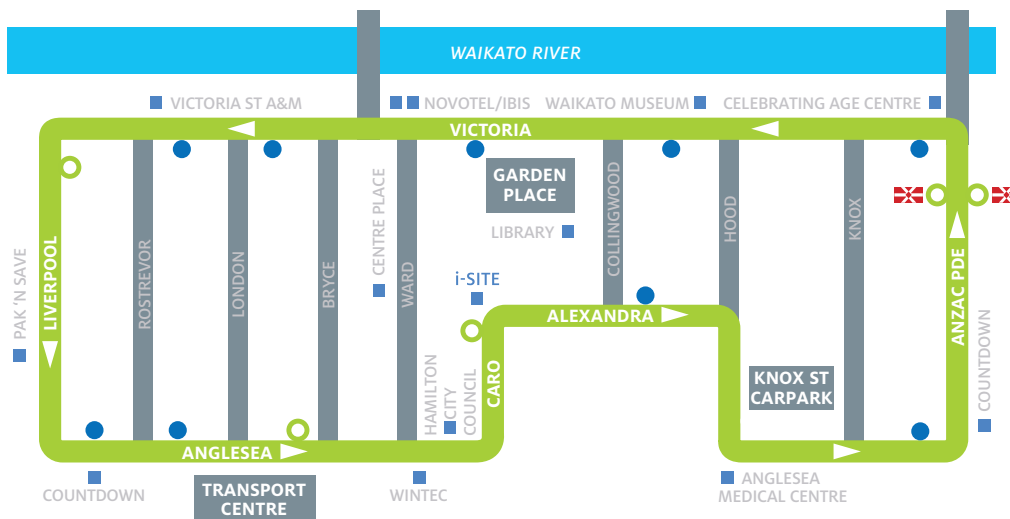 WAIKATO RIVER
VICTORIA ST A&M
NOVOTEL/IBIS
WAIKATO MUSEUM
CELEBRATING AGE CENTRE
VICTORIA
GARDEN
PLACE
LIBRARY
i-SITE
PAK 'N SAVE
LIVERPOOL
ROSTREVOR
LONDON
BRYCE
CENTRE PLACE
WARD
COLLINGWOOD
HOOD
KNOX
ANZAC PDE
COUNTDOWN
ALEXANDRA
CARO
HAMILTON
CITY
COUNCIL
KNOX ST
CARPARK
ANGLESEA
COUNTDOWN
TRANSPORT
CENTRE
WINTEC
ANGLESEA
MEDICAL CENTRE